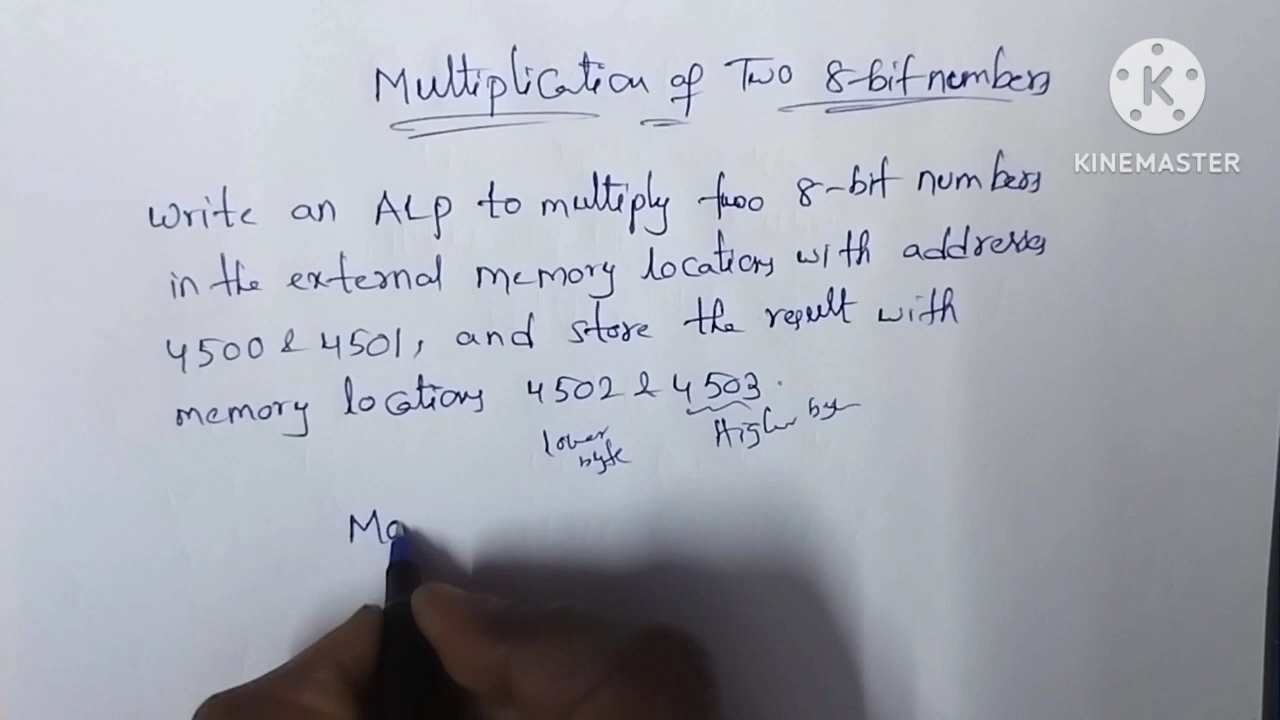 Multiplication of Two 8-bit numbers
K
KINEMASTER
write an ALP to multiply two 8-bit numbers
in the external memory locations with addresses
4500 & 4501, and store the result with
memory locations 4502 & 4503.
lower
byte
Higher
Mo